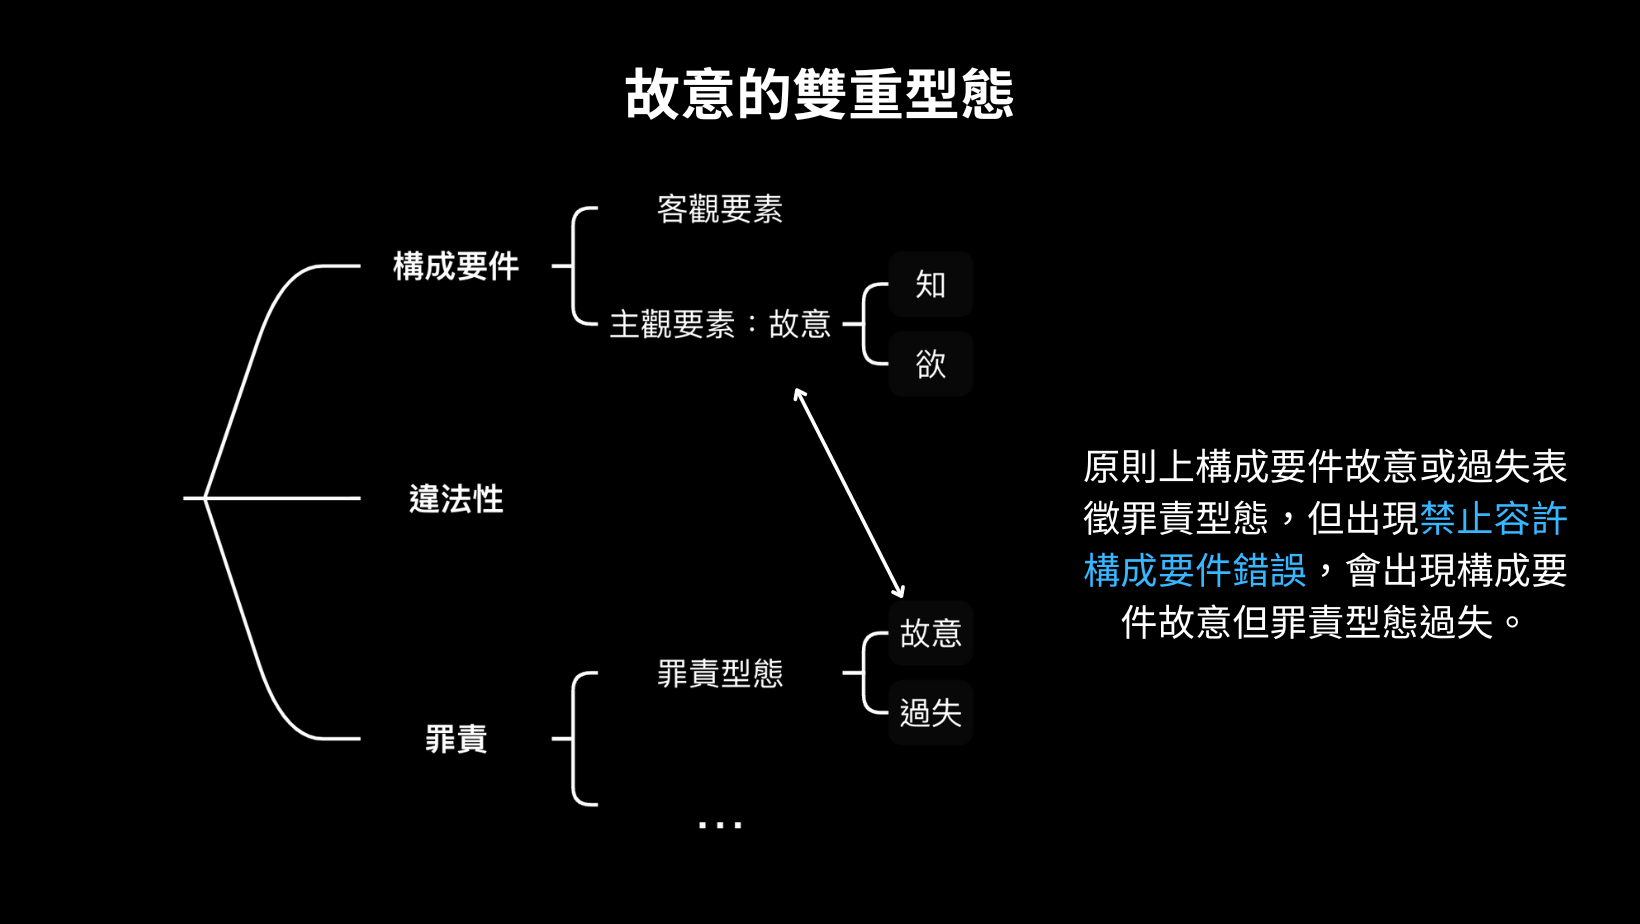 故意的雙重型態
客觀要素
構成要件
知
主觀要素：故意
欲
違法性
原則上構成要件故意或過失表
徵罪責型態，但出現禁止容許
構成要件錯誤，會出現構成要
件故意但罪責型態過失。
故意
罪責型態
過失
罪責
...